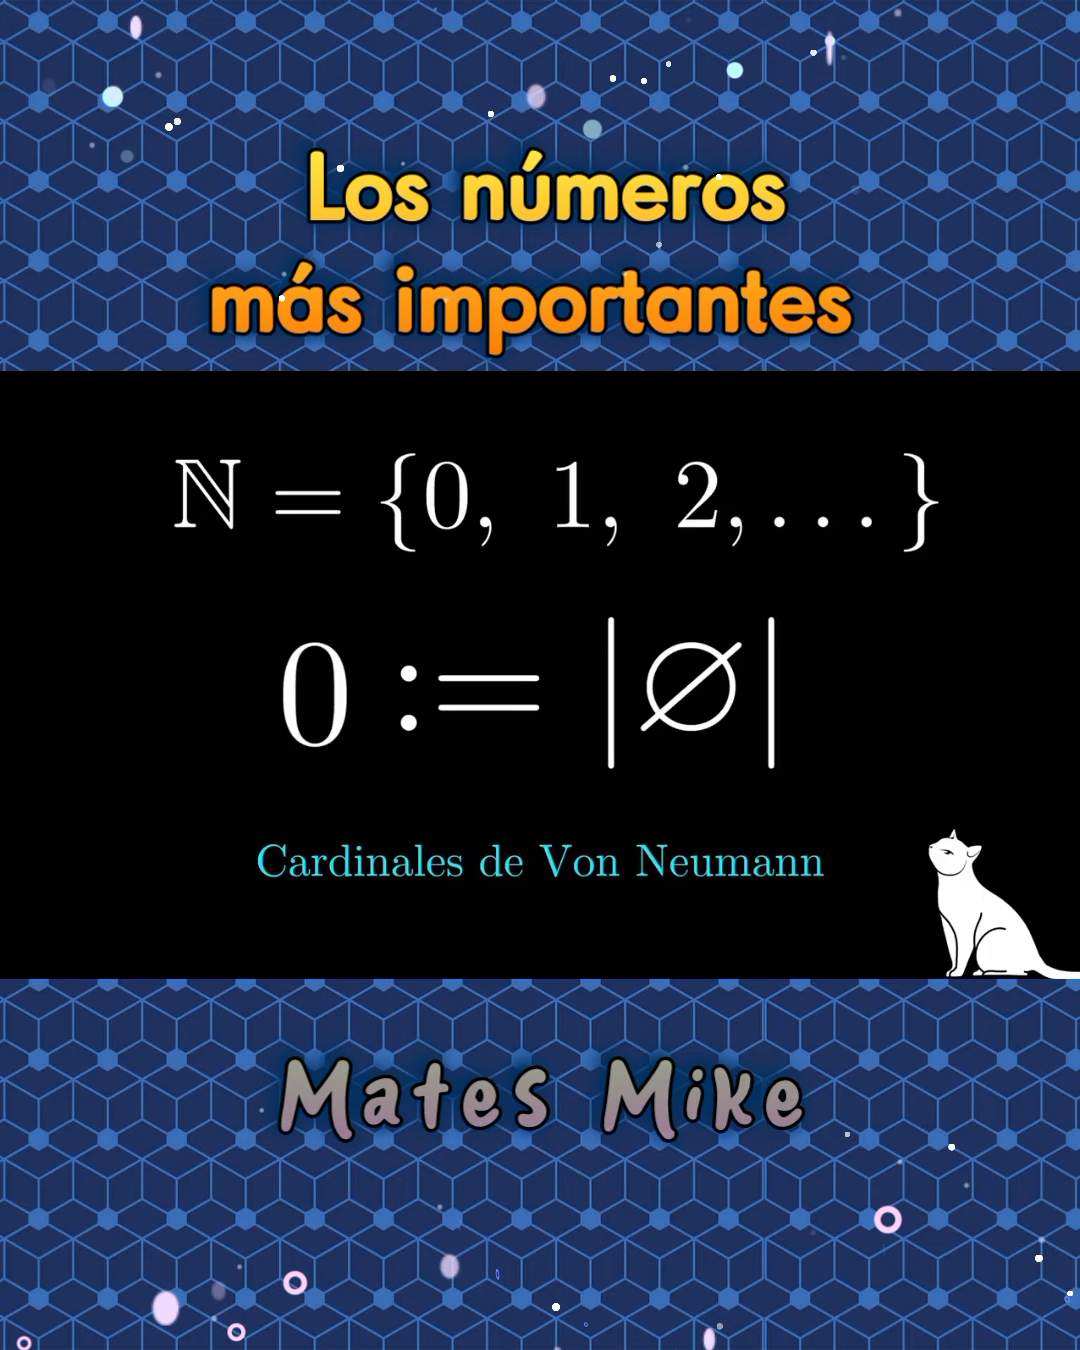 Los números
más importantes
ℕ = {0, 1, 2, . . . }
0 := |∅|
Cardinales de Von Neumann
Mates Mike